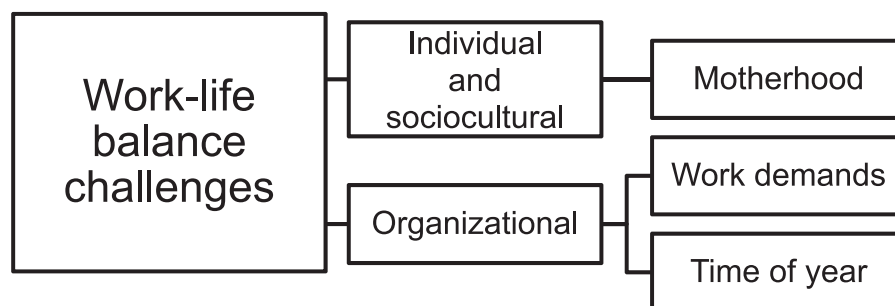 Work-life
balance
challenges
Individual
and
sociocultural
Motherhood
Organizational
Work demands
Time of year